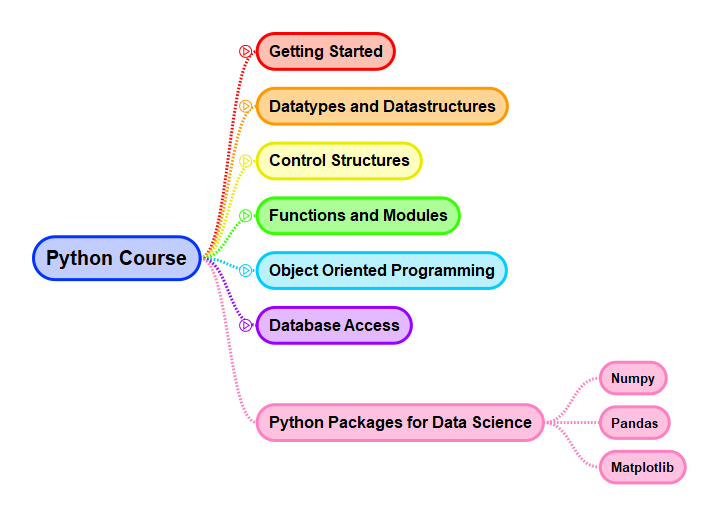 Getting Started
Datatypes and Datastructures
Control Structures
Functions and Modules
Python Course
Object Oriented Programming
Database Access
Python Packages for Data Science
Numpy
Pandas
Matplotlib